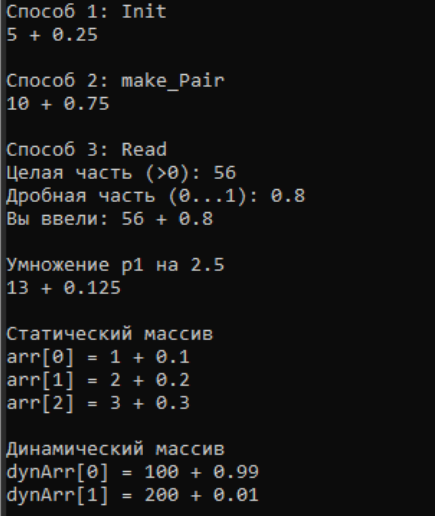 Способ 1: Init
5 + 0.25
Способ 2: make_Pair
10 + 0.75
Способ 3: Read
Целая часть (>0): 56
Дробная часть (0...1): 0.8
Вы ввели: 56 + 0.8
Умножение p1 на 2.5
13 + 0.125
Статический массив
arr[0] = 1 + 0.1
arr[1] = 2 + 0.2
arr[2] = 3 + 0.3
Динамический массив
dynArr[0] = 100 + 0.99
dynArr[1] = 200 + 0.01